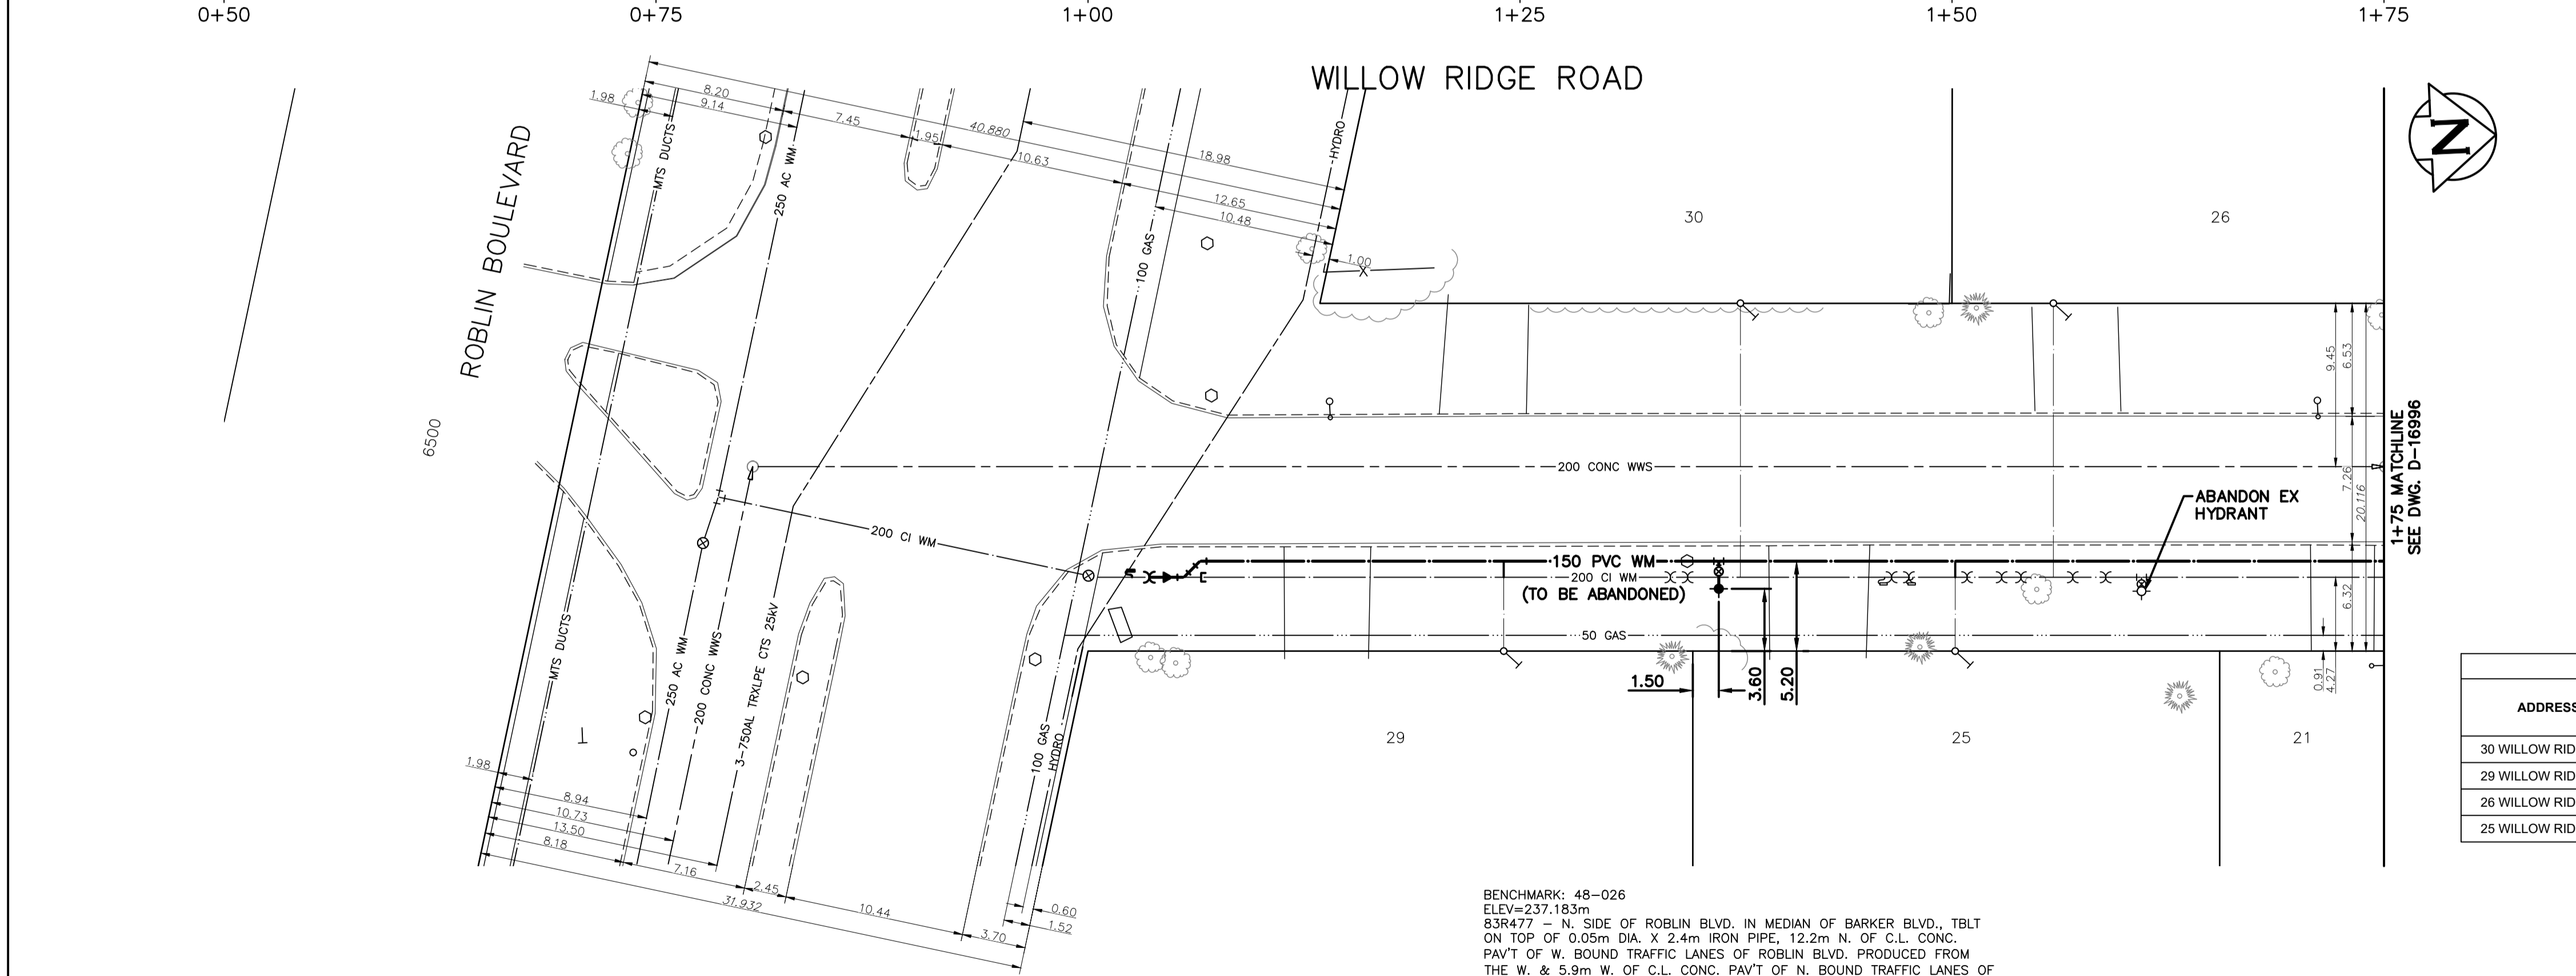 0+50
0+75
1+00
1+25
1+50
1+75
WILLOW RIDGE ROAD
ROBLIN BOULEVARD
6500
N
1.98
8.20
9.14
7.45
1.95
40.880
10.63
18.98
12.65
10.48
1.00
HYDRO
MTS DUCTS
250 AC WM
100 GAS
30
26
9.45
6.53
7.26
20.116
6.32
0.91
4.27
1+75 MATCHLINE
SEE DWG. D-16996
200 CONC WWS
200 CI WM
ABANDON EX
HYDRANT
150 PVC WM
200 CI WM
(TO BE ABANDONED)
50 GAS
1.50
3.60
5.20
29
25
21
MTS DUCTS
250 AC WM
200 CONC WWS
3-750AL TRXLPE CTS 25kV
100 GAS
HYDRO
1.98
8.94
10.73
13.50
8.18
7.16
2.45
31.932
10.44
3.70
0.60
1.52
ADDRESS
30 WILLOW RID
29 WILLOW RID
26 WILLOW RID
25 WILLOW RID
BENCHMARK: 48-026
ELEV=237.183m
83R477 - N. SIDE OF ROBLIN BLVD. IN MEDIAN OF BARKER BLVD., TBLT
ON TOP OF 0.05m DIA. X 2.4m IRON PIPE, 12.2m N. OF C.L. CONC.
PAV'T OF W. BOUND TRAFFIC LANES OF ROBLIN BLVD. PRODUCED FROM
THE W. & 5.9m W. OF C.L. CONC. PAV'T OF N. BOUND TRAFFIC LANES OF